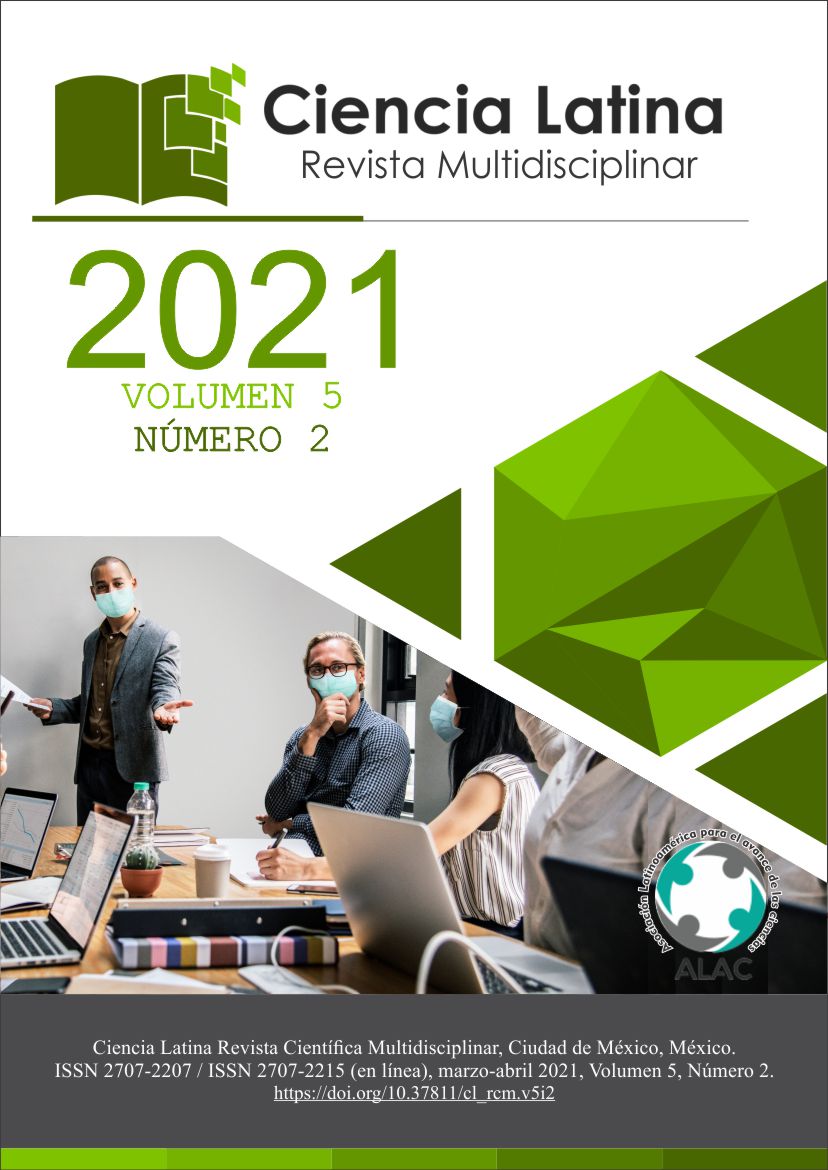 Ciencia Latina
Revista Multidisciplinar
2021
VOLUMEN 5
NÚMERO 2
Asociación Latinoamérica para el avance de las ciencias
ALAC
Ciencia Latina Revista Científica Multidisciplinar, Ciudad de México, México.
ISSN 2707-2207 / ISSN 2707-2215 (en línea), marzo-abril 2021, Volumen 5, Número 2.
https://doi.org/10.37811/cl_rcm.v5i2